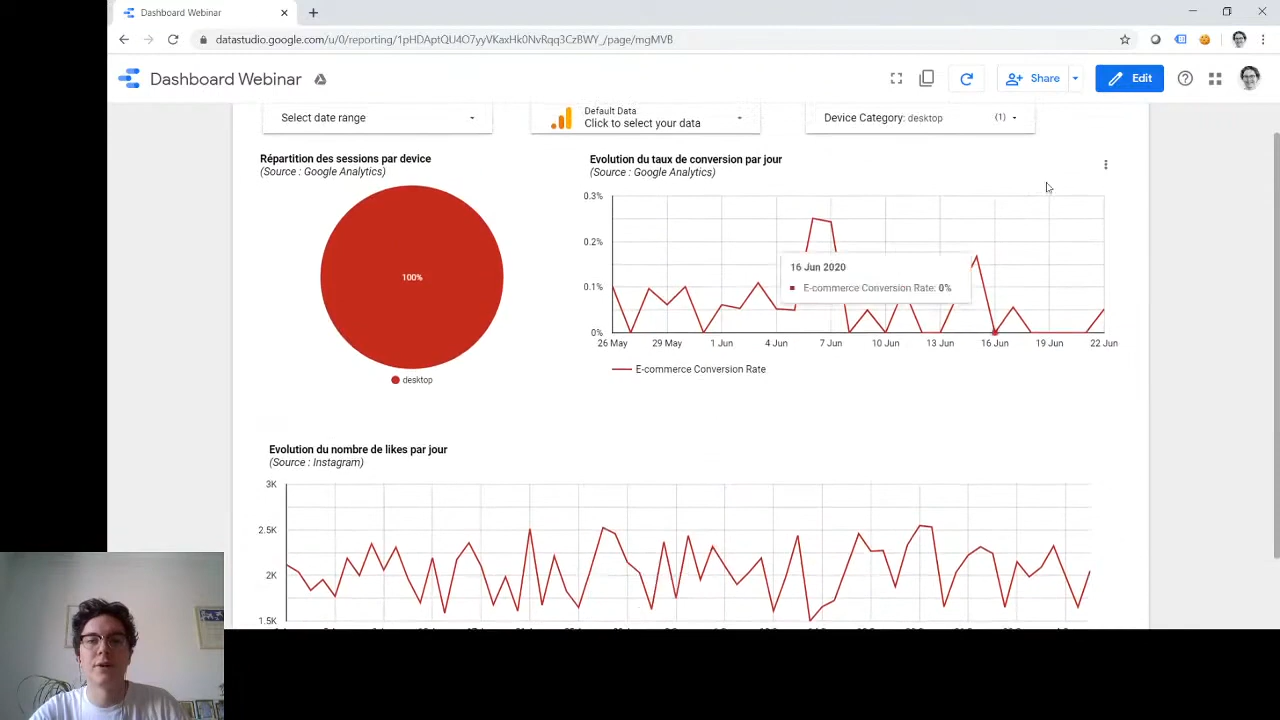 Dashboard Webinar
datastudio.google.com/u/0/reporting/1pHDAptQU4O7yyVKaxHk0NvRqq3CzBWY_/page/mgMVB
Dashboard Webinar
Share
Edit
Select date range
Default Data
Click to select your data
Device Category: desktop
(1)
Répartition des sessions par device
(Source : Google Analytics)
100%
desktop
Evolution du taux de conversion par jour
(Source : Google Analytics)
0.3%
0.2%
0.1%
0%
16 Jun 2020
E-commerce Conversion Rate: 0%
26 May
29 May
1 Jun
4 Jun
7 Jun
10 Jun
13 Jun
16 Jun
19 Jun
22 Jun
E-commerce Conversion Rate
Evolution du nombre de likes par jour
(Source : Instagram)
3K
2.5K
2K
1.5K